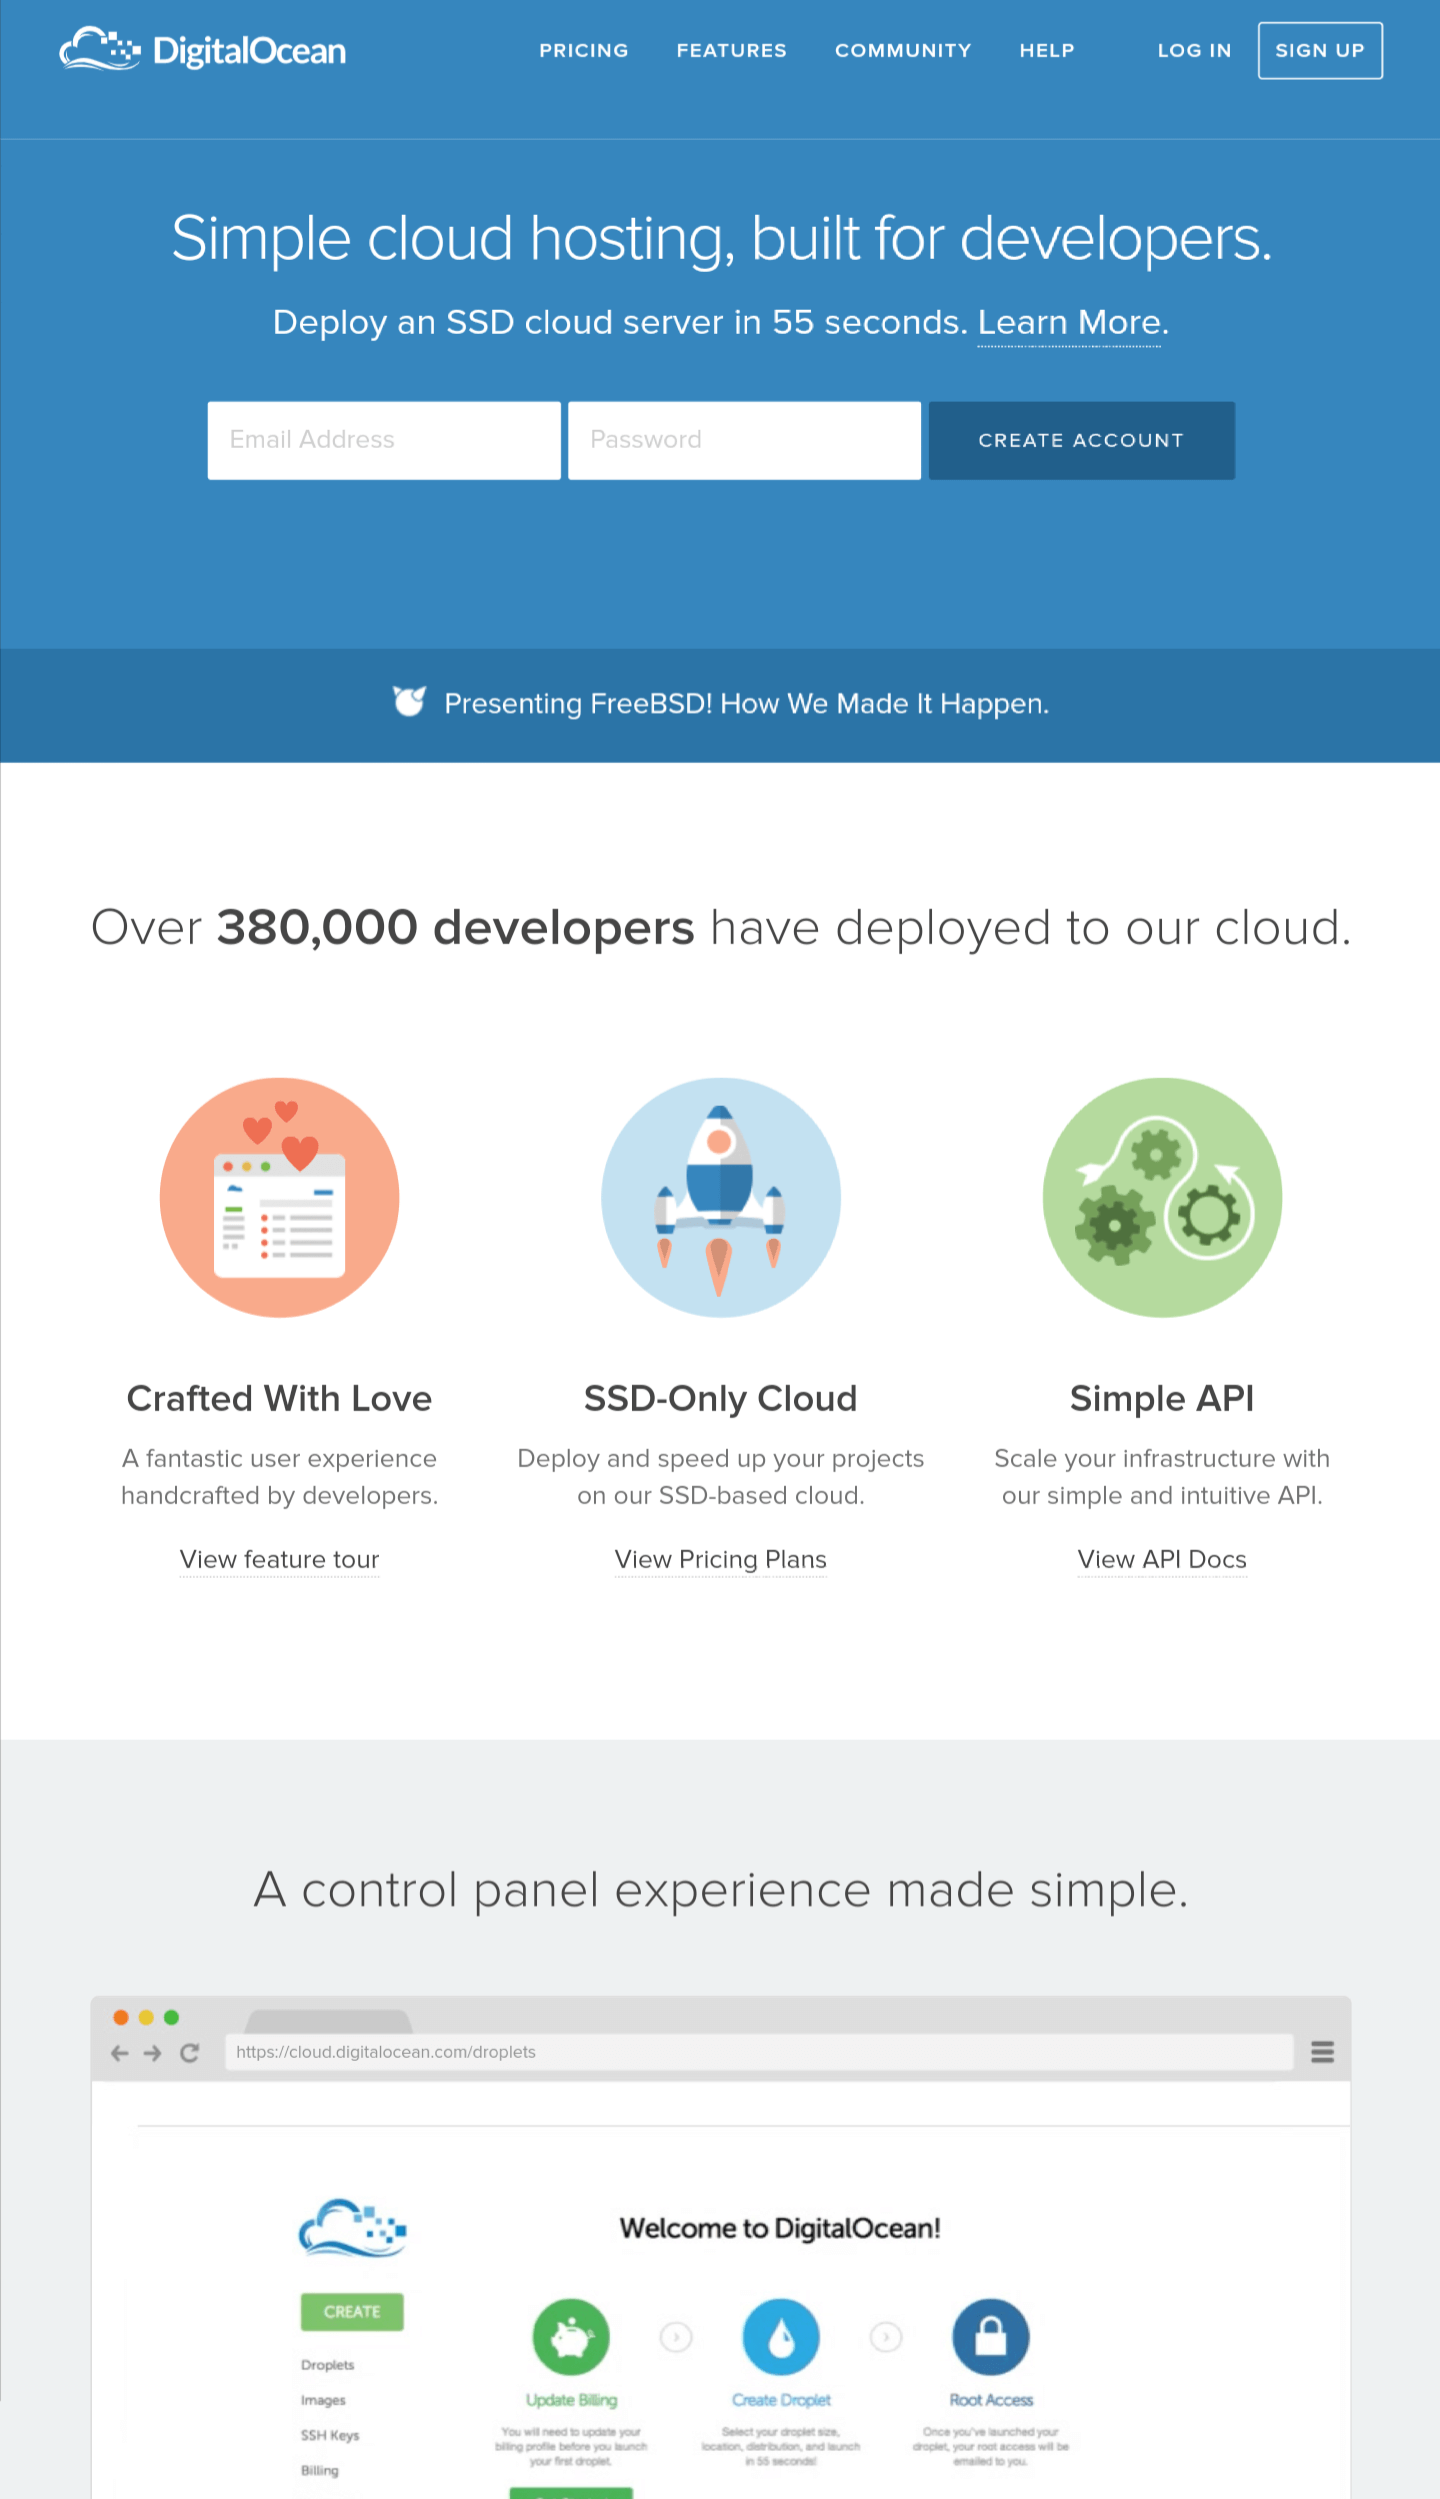 DigitalOcean
PRICING FEATURES COMMUNITY HELP LOG IN SIGN UP
Simple cloud hosting, built for developers.
Deploy an SSD cloud server in 55 seconds. Learn More.
Email Address Password CREATE ACCOUNT
Presenting FreeBSD! How We Made It Happen.
Over 380,000 developers have deployed to our cloud.
Crafted With Love
A fantastic user experience
handcrafted by developers.
View feature tour
SSD-Only Cloud
Deploy and speed up your projects
on our SSD-based cloud.
View Pricing Plans
Simple API
Scale your infrastructure with
our simple and intuitive API.
View API Docs
A control panel experience made simple.
https://cloud.digitalocean.com/droplets
CREATE
Droplets
Images
SSH Keys
Billing
Welcome to DigitalOcean!
Update Billing
You will need to update your
billing profile before you launch
your first droplet.
Create Droplet
Select your droplet size,
location, distribution, and launch
in 55 seconds!
Root Access
Once you've launched your
droplet, your root access will be
emailed to you.